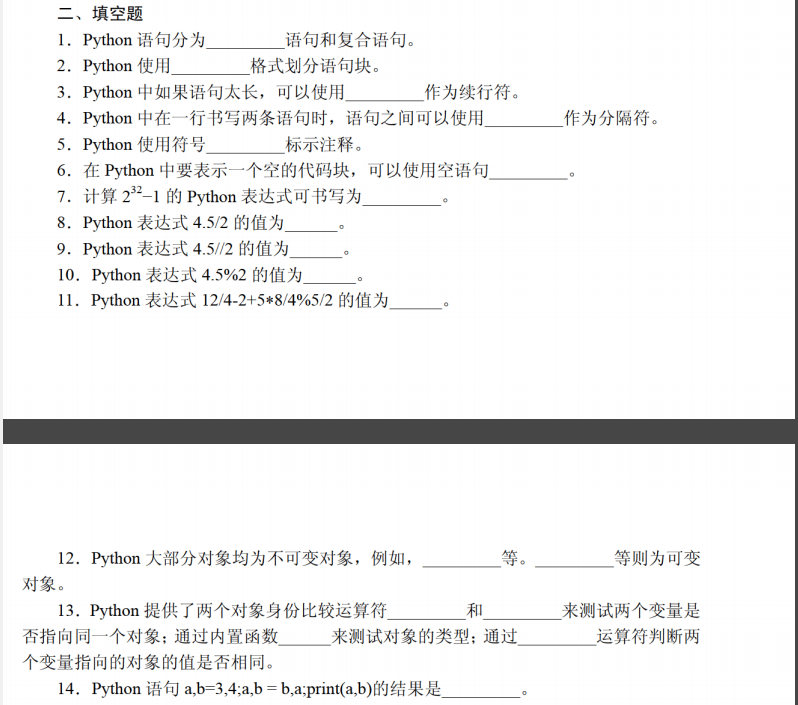 二、填空题
1．Python 语句分为_________语句和复合语句。
2．Python 使用_________格式划分语句块。
3．Python 中如果语句太长，可以使用_________作为续行符。
4．Python 中在一行书写两条语句时，语句之间可以使用_________作为分隔符。
5．Python 使用符号_________标示注释。
6．在 Python 中要表示一个空的代码块，可以使用空语句_________。
7．计算 2³²−1 的 Python 表达式可书写为_________。
8．Python 表达式 4.5/2 的值为______。
9．Python 表达式 4.5//2 的值为______。
10．Python 表达式 4.5%2 的值为______。
11．Python 表达式 12/4-2+5*8/4%5/2 的值为______。
12．Python 大部分对象均为不可变对象，例如，_________等。_________等则为可变
对象。
13．Python 提供了两个对象身份比较运算符_________和_________来测试两个变量是
否指向同一个对象；通过内置函数______来测试对象的类型；通过_________运算符判断两
个变量指向的对象的值是否相同。
14．Python 语句 a,b=3,4;a,b = b,a;print(a,b)的结果是_________。